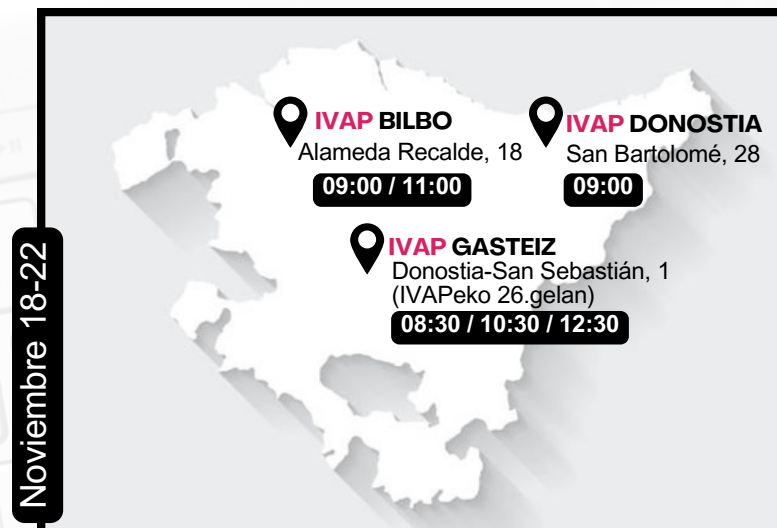 IVAP BILBO
Alameda Recalde, 18
09:00 / 11:00
IVAP DONOSTIA
San Bartolomé, 28
09:00
IVAP GASTEIZ
Donostia-San Sebastián, 1
(IVAPeko 26.gelan)
08:30 / 10:30 / 12:30
Noviembre 18-22